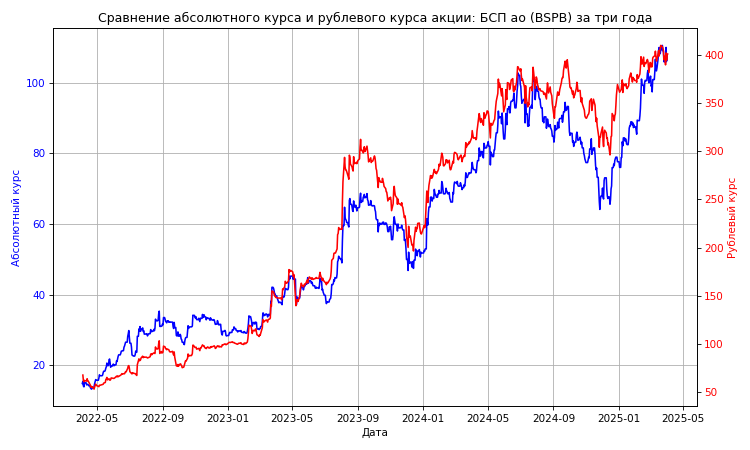 Сравнение абсолютного курса и рублевого курса акции: БСП ао (BSPB) за три года
Абсолютный курс
100
80
60
40
20
400
350
300
250
200
150
100
50
Рублевый курс
2022-05 2022-09 2023-01 2023-05 2023-09 2024-01 2024-05 2024-09 2025-01 2025-05
Дата